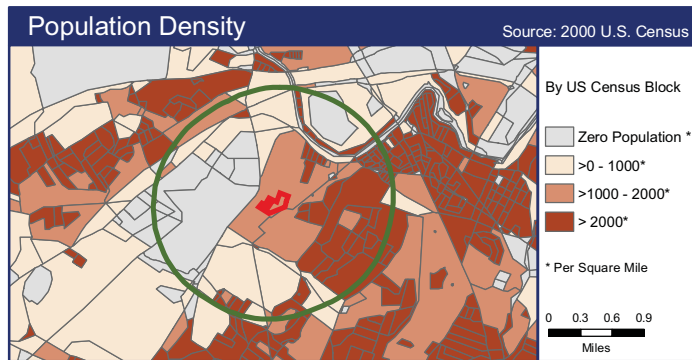 Population Density
Source: 2000 U.S. Census
By US Census Block
Zero Population *
>0 - 1000*
>1000 - 2000*
> 2000*
* Per Square Mile
0 0.3 0.6 0.9
Miles